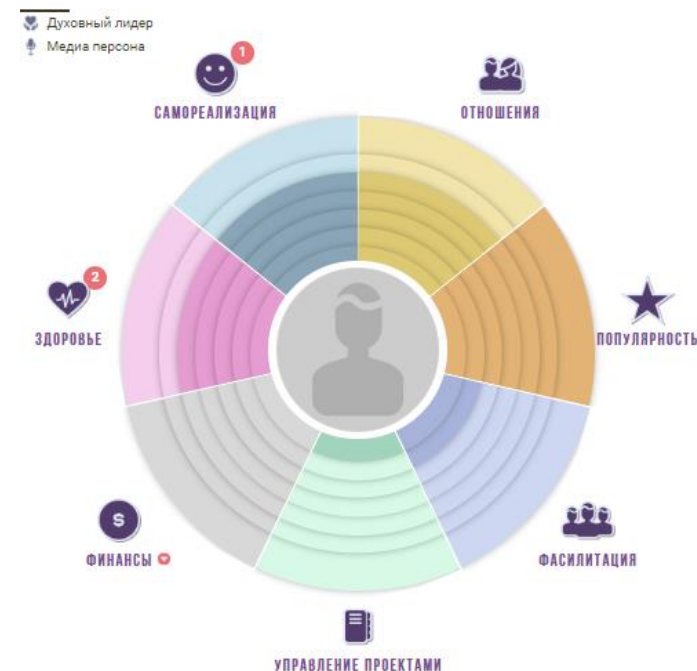 Духовный лидер
Медиа персона
1
САМОРЕАЛИЗАЦИЯ
ОТНОШЕНИЯ
2
ЗДОРОВЬЕ
ПОПУЛЯРНОСТЬ
$
ФИНАНСЫ
ФАСИЛИТАЦИЯ
УПРАВЛЕНИЕ ПРОЕКТАМИ